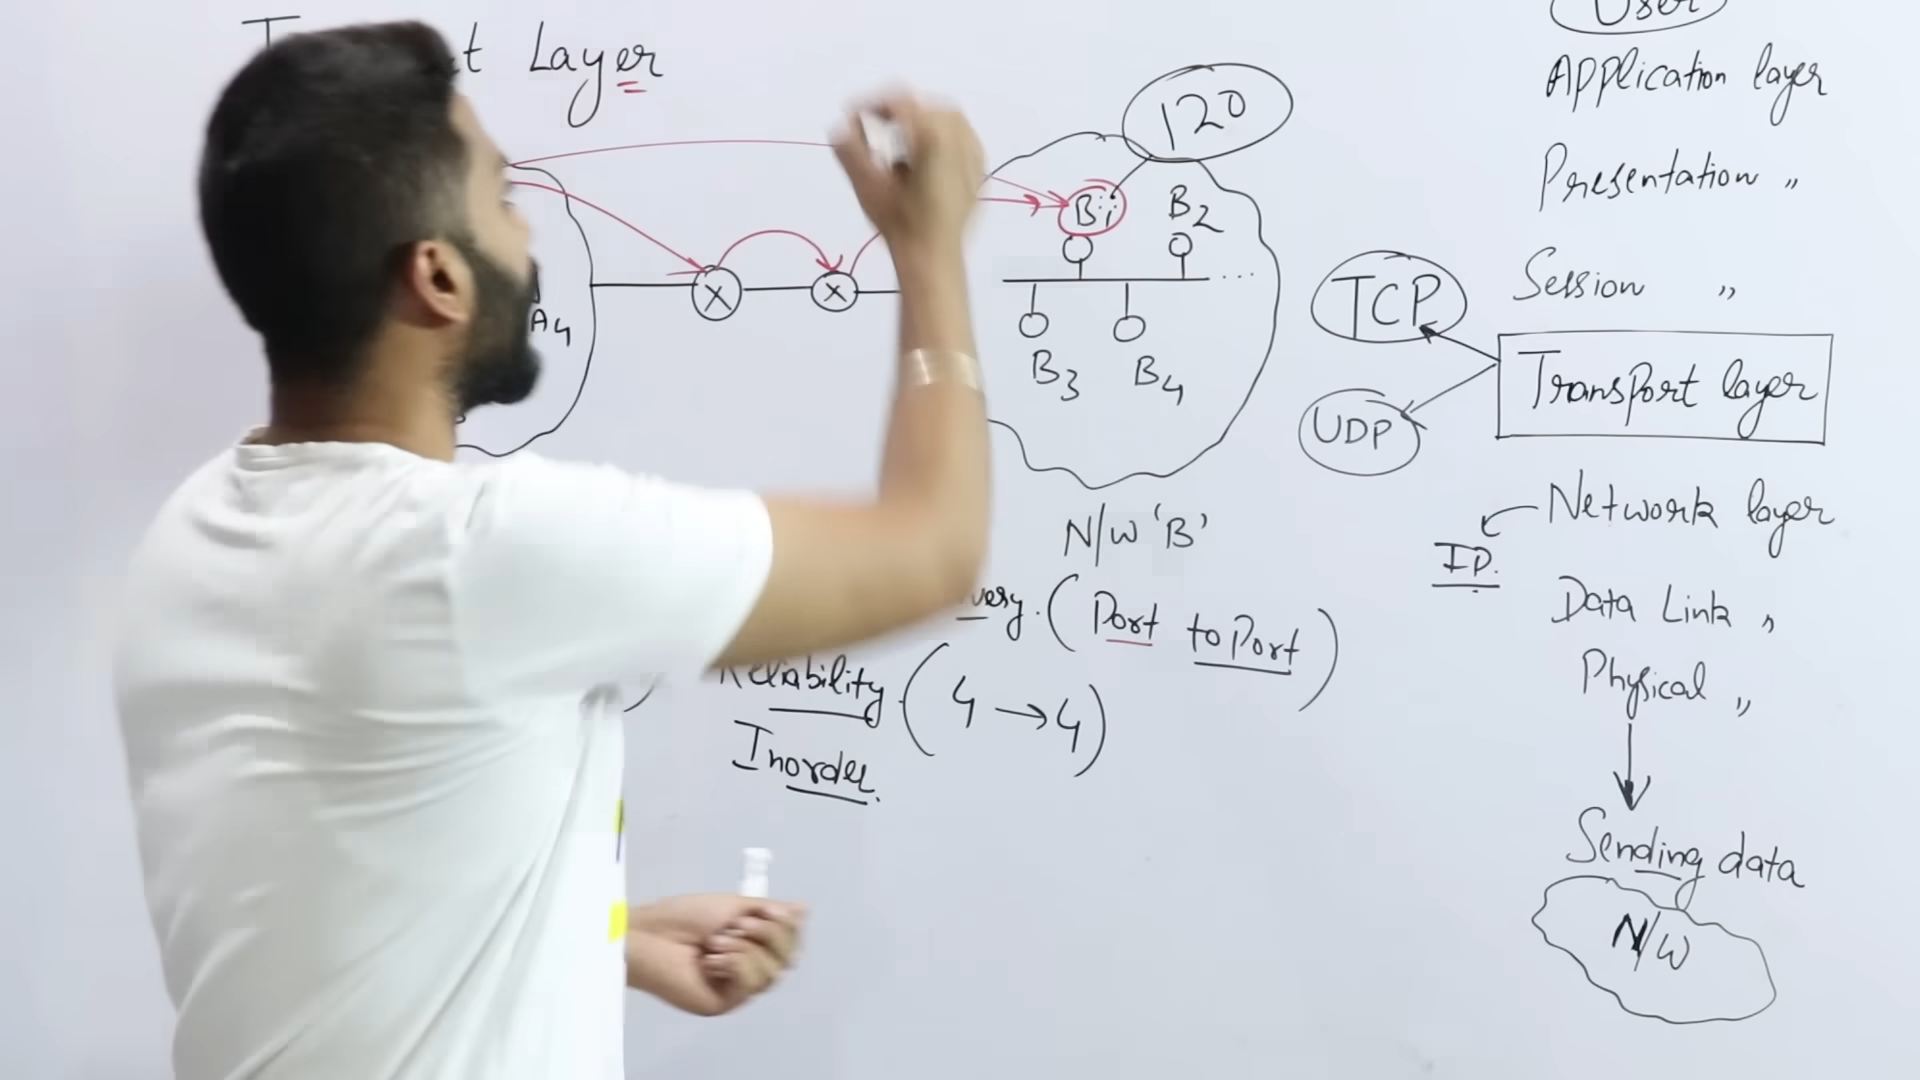 Layer
120
B1
B2
A4
X
X
B3
B4
N/W 'B'
(Port to Port)
Reliability. (4 → 4)
Inorder.
User
Application layer
Presentation "
Session "
TCP
Transport layer
UDP
Network layer
IP.
Data Link "
Physical "
Sending data
N/W